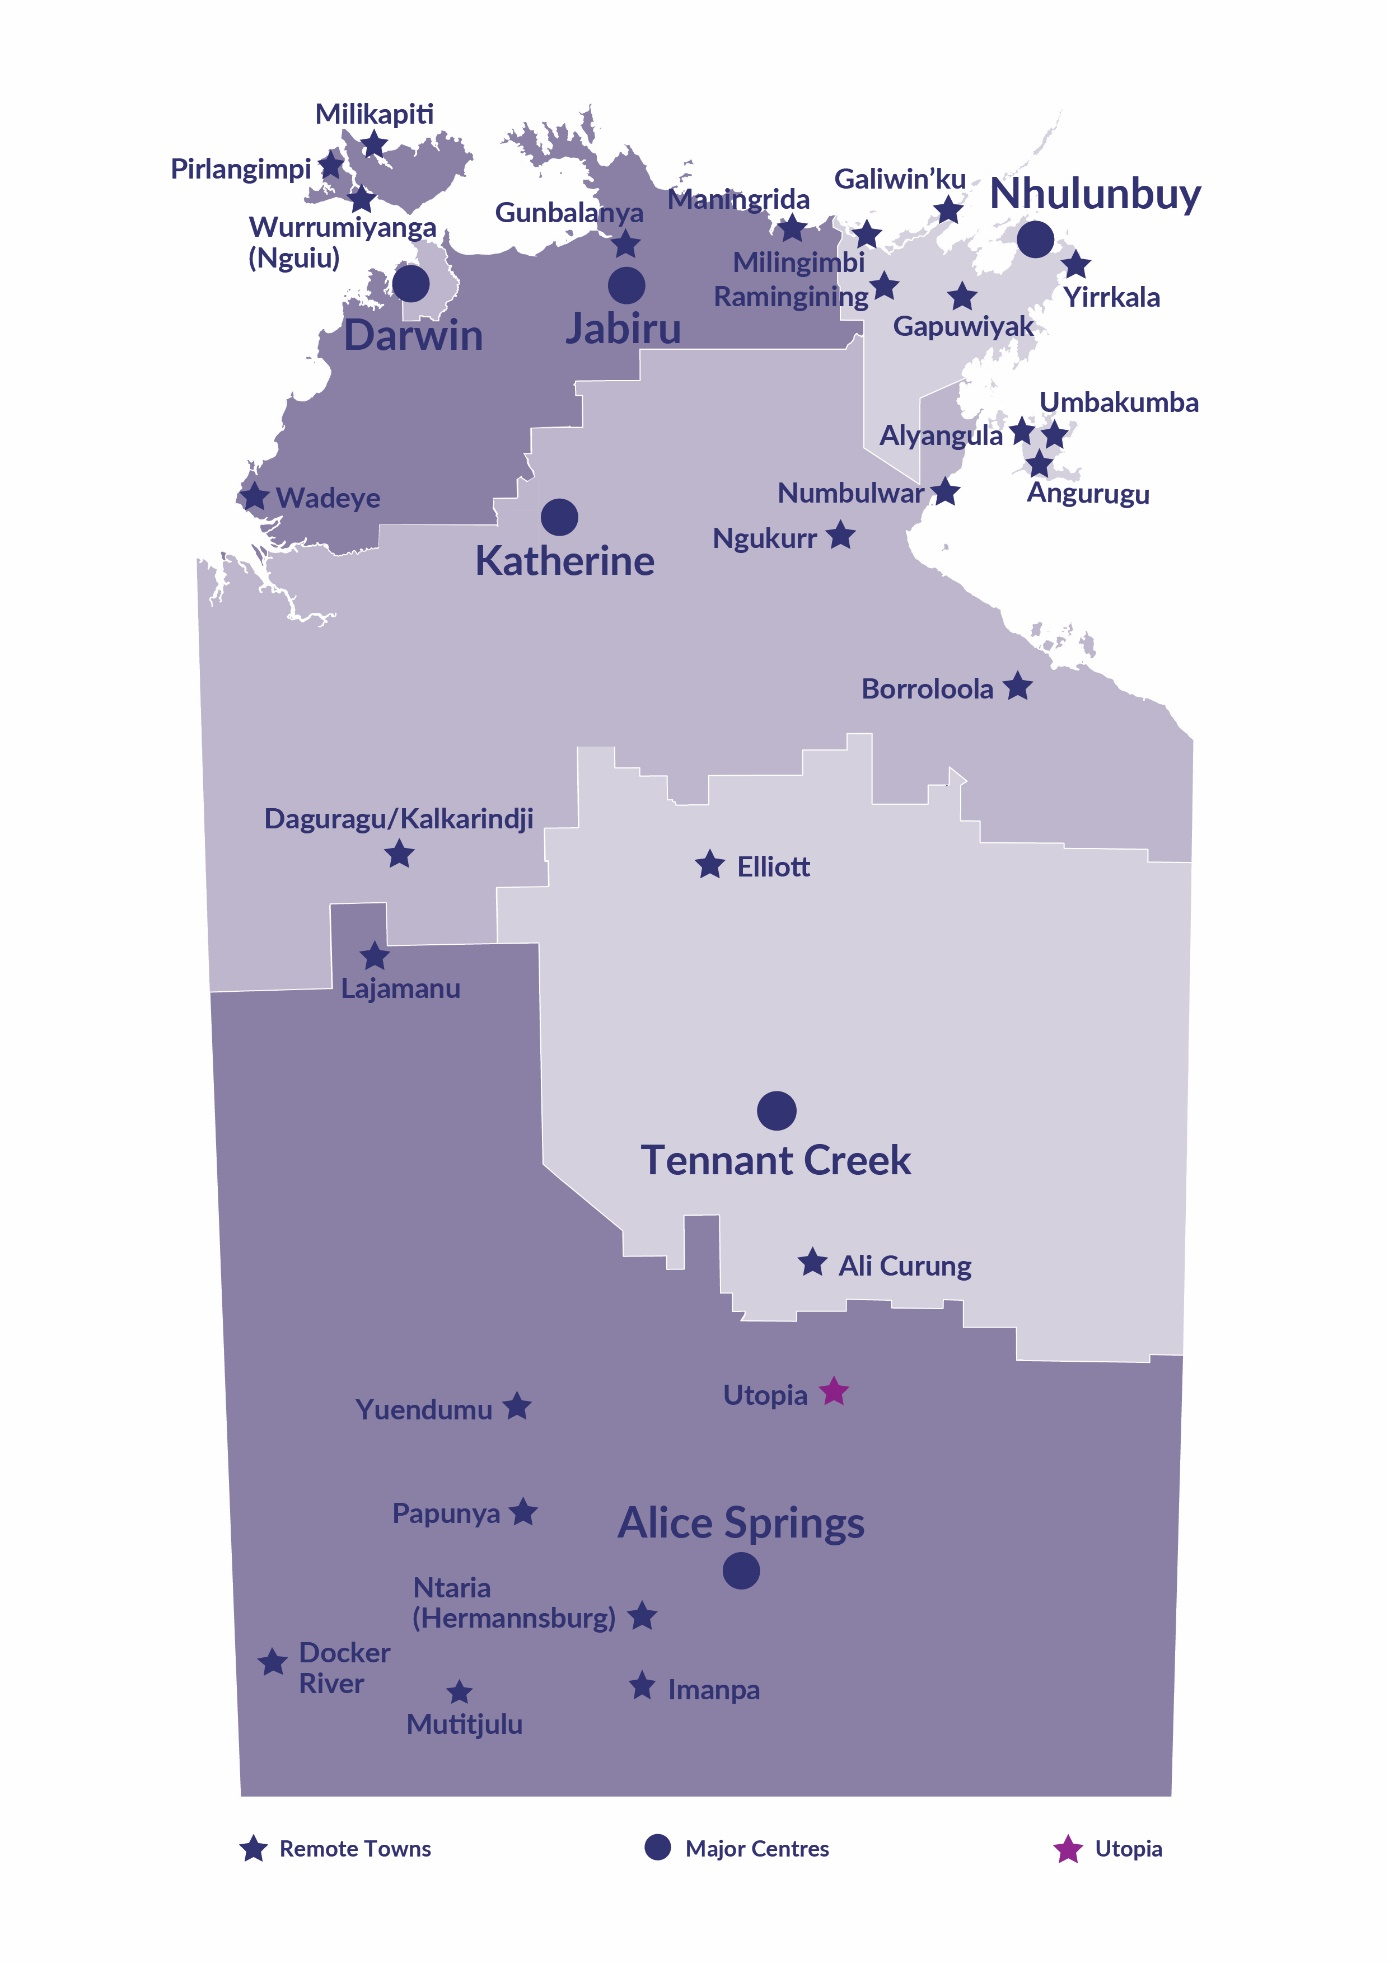 Milikapiti
Pirlangimpi
Wurrumiyanga
(Nguiu)
Gunbalanya
Maningrida
Galiwin’ku
Nhulunbuy
Milingimbi
Ramingining
Gapuwiyak
Yirrkala
Darwin
Jabiru
Umbakumba
Alyangula
Angurugu
Wadeye
Numbulwar
Ngukurr
Katherine
Borroloola
Daguragu/Kalkarindji
Elliott
Lajamanu
Tennant Creek
Ali Curung
Yuendumu
Utopia
Papunya
Alice Springs
Ntaria
(Hermannsburg)
Docker
River
Mutitjulu
Imanpa
Remote Towns
Major Centres
Utopia